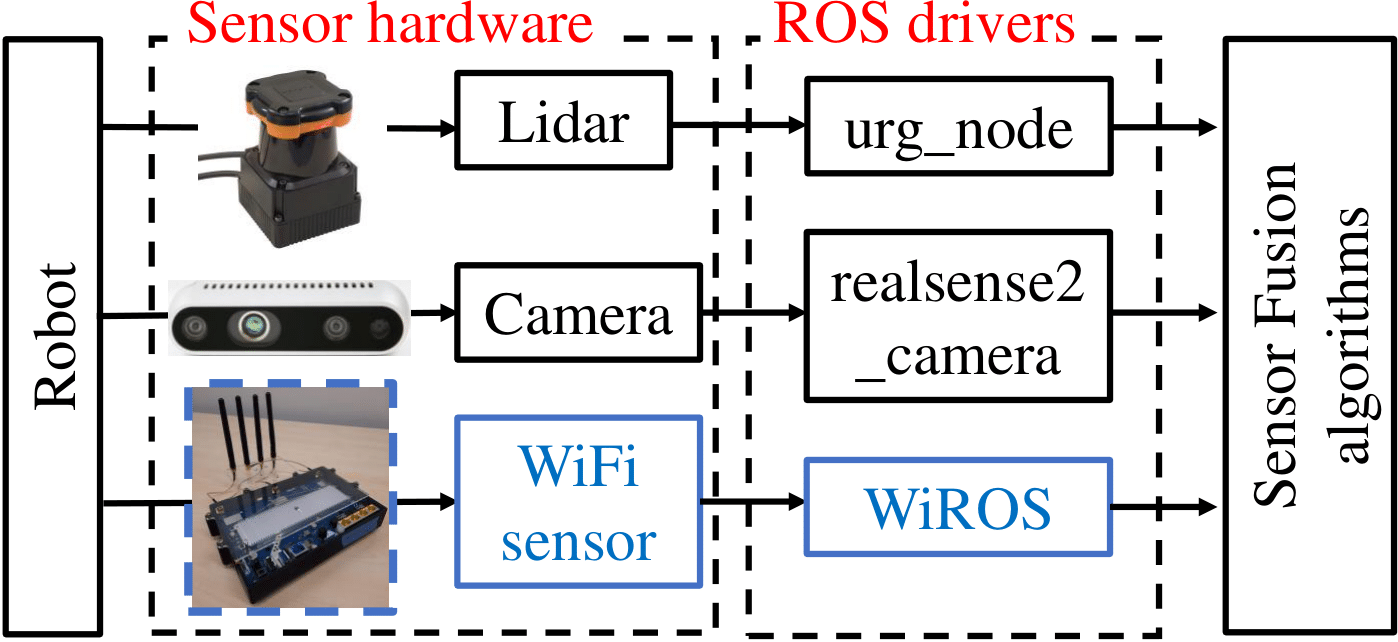 Sensor hardware
ROS drivers
Robot
Lidar
urg_node
Camera
realsense2
_camera
WiFi
sensor
WiROS
Sensor Fusion
algorithms